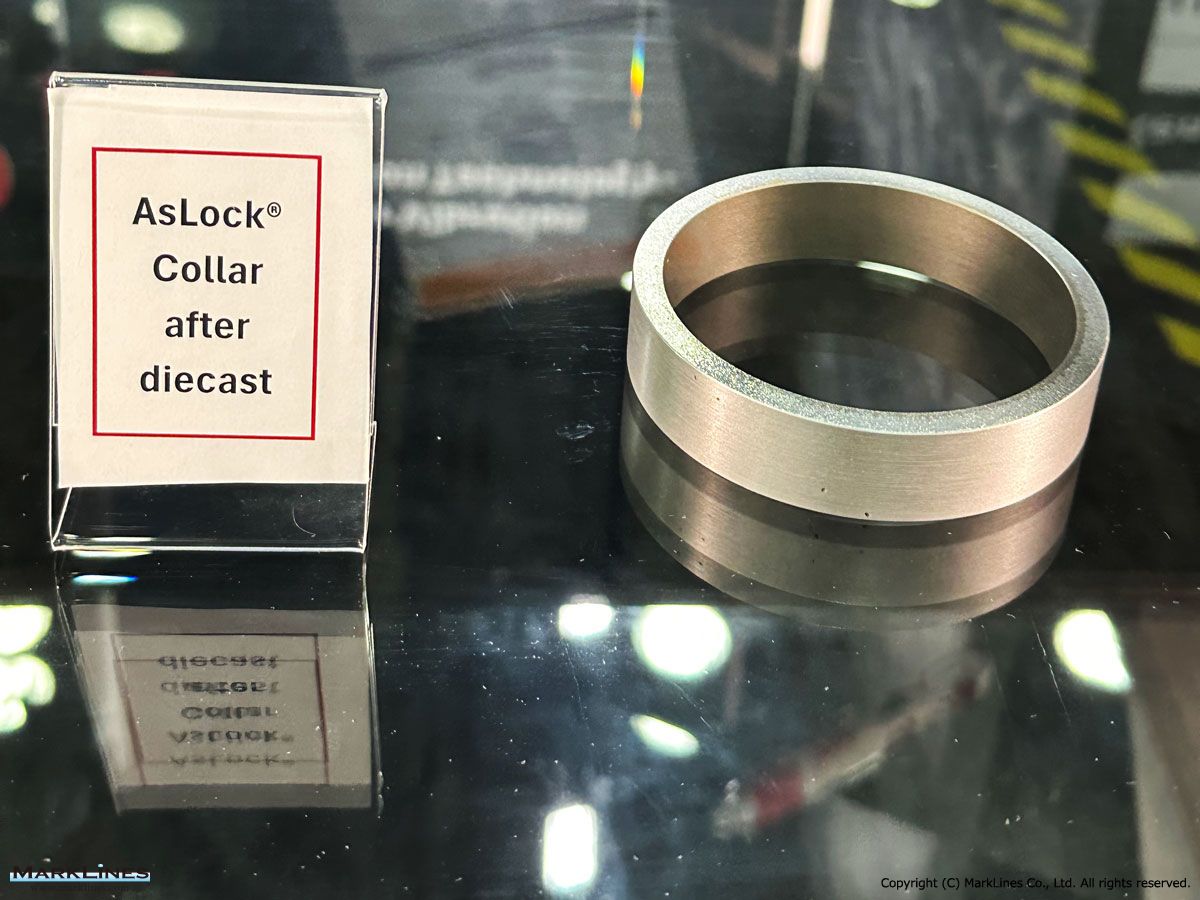 AsLock®
Collar
after
diecast
MARKLINES
Copyright (C) MarkLines Co., Ltd. All rights reserved.